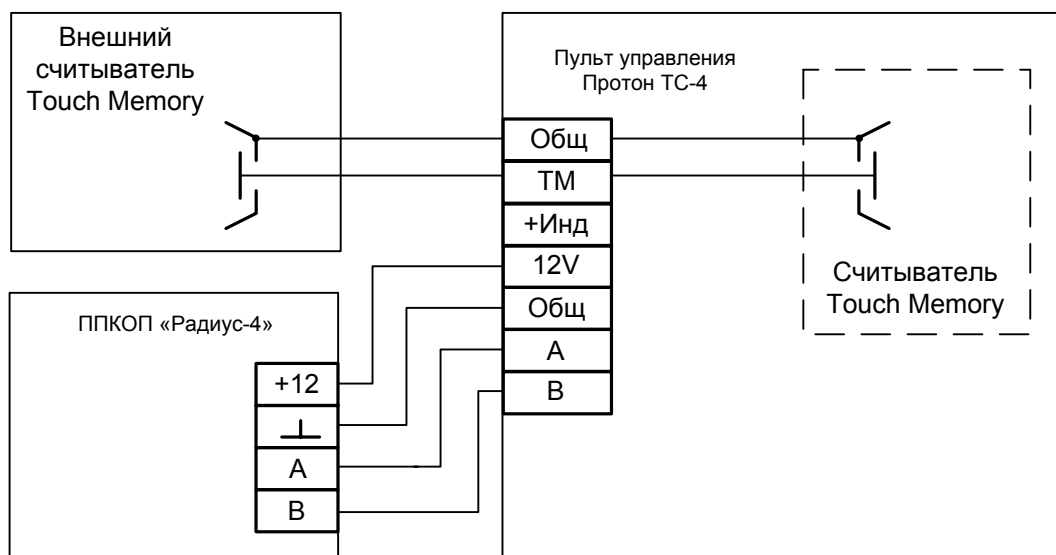 Внешний
считыватель
Touch Memory
Пульт управления
Протон ТС-4
Общ
ТМ
+Инд
12V
Общ
А
В
Считыватель
Touch Memory
ППКОП «Радиус-4»
+12
А
В